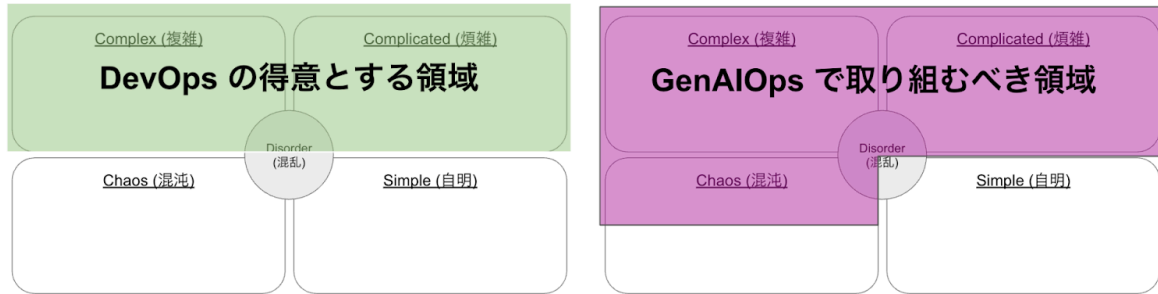 Complex (複雑)
Complicated (煩雑)
DevOps の得意とする領域
Disorder
(混乱)
Chaos (混沌)
Simple (自明)
Complex (複雑)
Complicated (煩雑)
GenAIOps で取り組むべき領域
Disorder
(混乱)
Chaos (混沌)
Simple (自明)